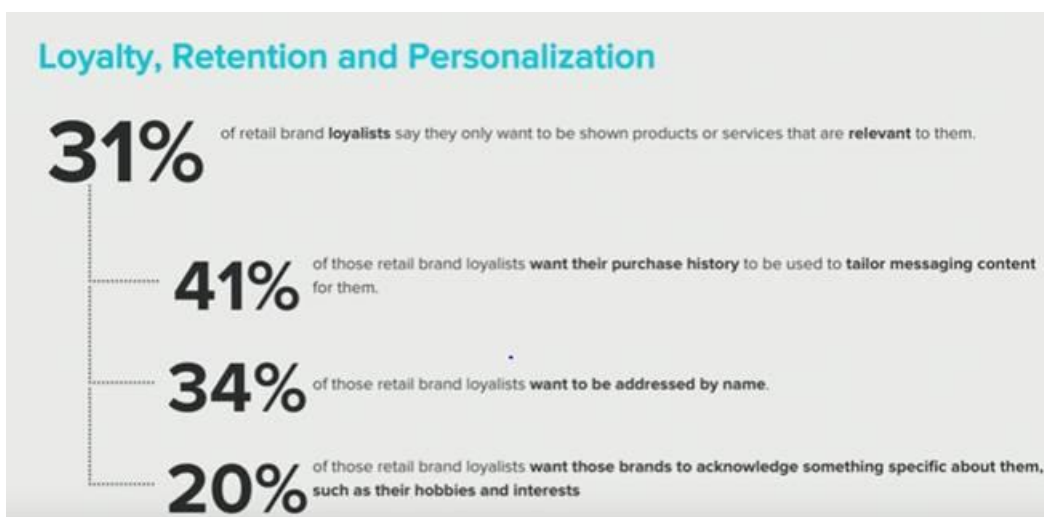 Loyalty, Retention and Personalization
31% of retail brand loyalists say they only want to be shown products or services that are relevant to them.
41% of those retail brand loyalists want their purchase history to be used to tailor messaging content
for them.
34% of those retail brand loyalists want to be addressed by name.
20% of those retail brand loyalists want those brands to acknowledge something specific about them,
such as their hobbies and interests